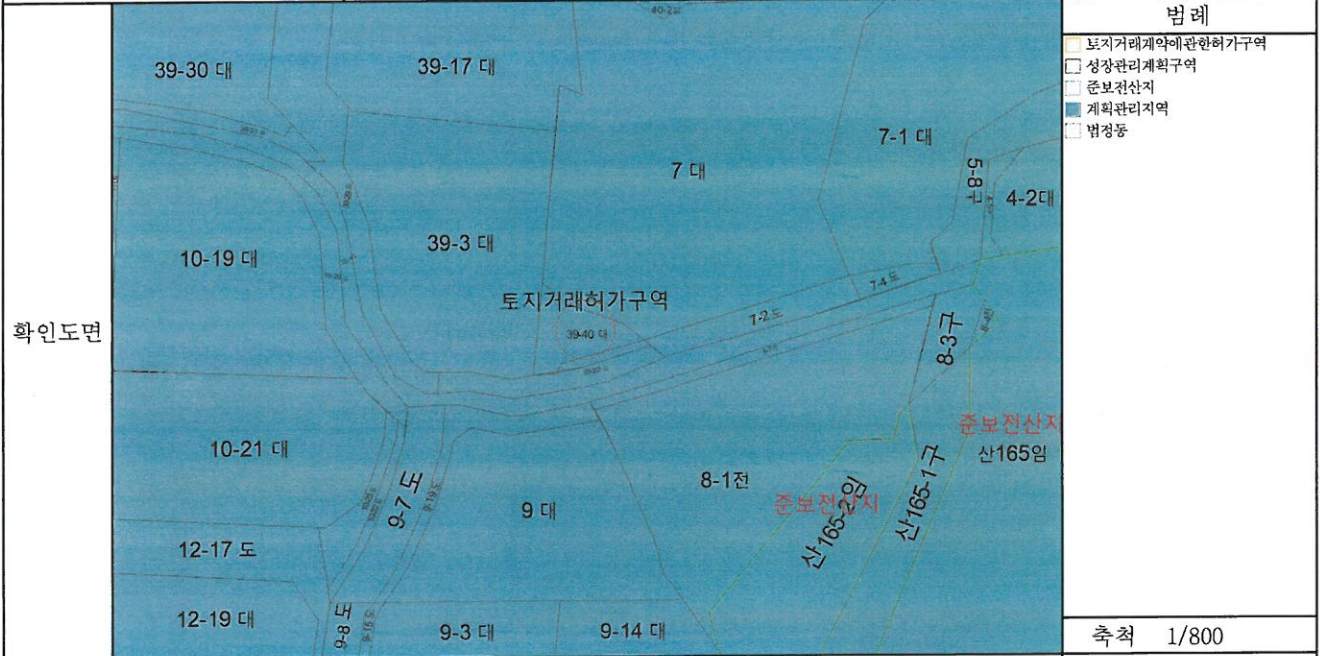 범례
토지거래계약에관한허가구역
성장관리계획구역
준보전산지
계획관리지역
법정동
확인도면
39-30 대
39-17 대
7-1 대
7 대
5-8구
4-2대
10-19 대
39-3 대
토지거래허가구역
39-40 대
7-2도
7-4도
8-3구
준보전산지
산165임
10-21 대
9-7 도
9 대
8-1전
준보전산지
산165-2임
산165-1구
12-17 도
12-19 대
9-8 도
9-3 대
9-14 대
축척 1/800